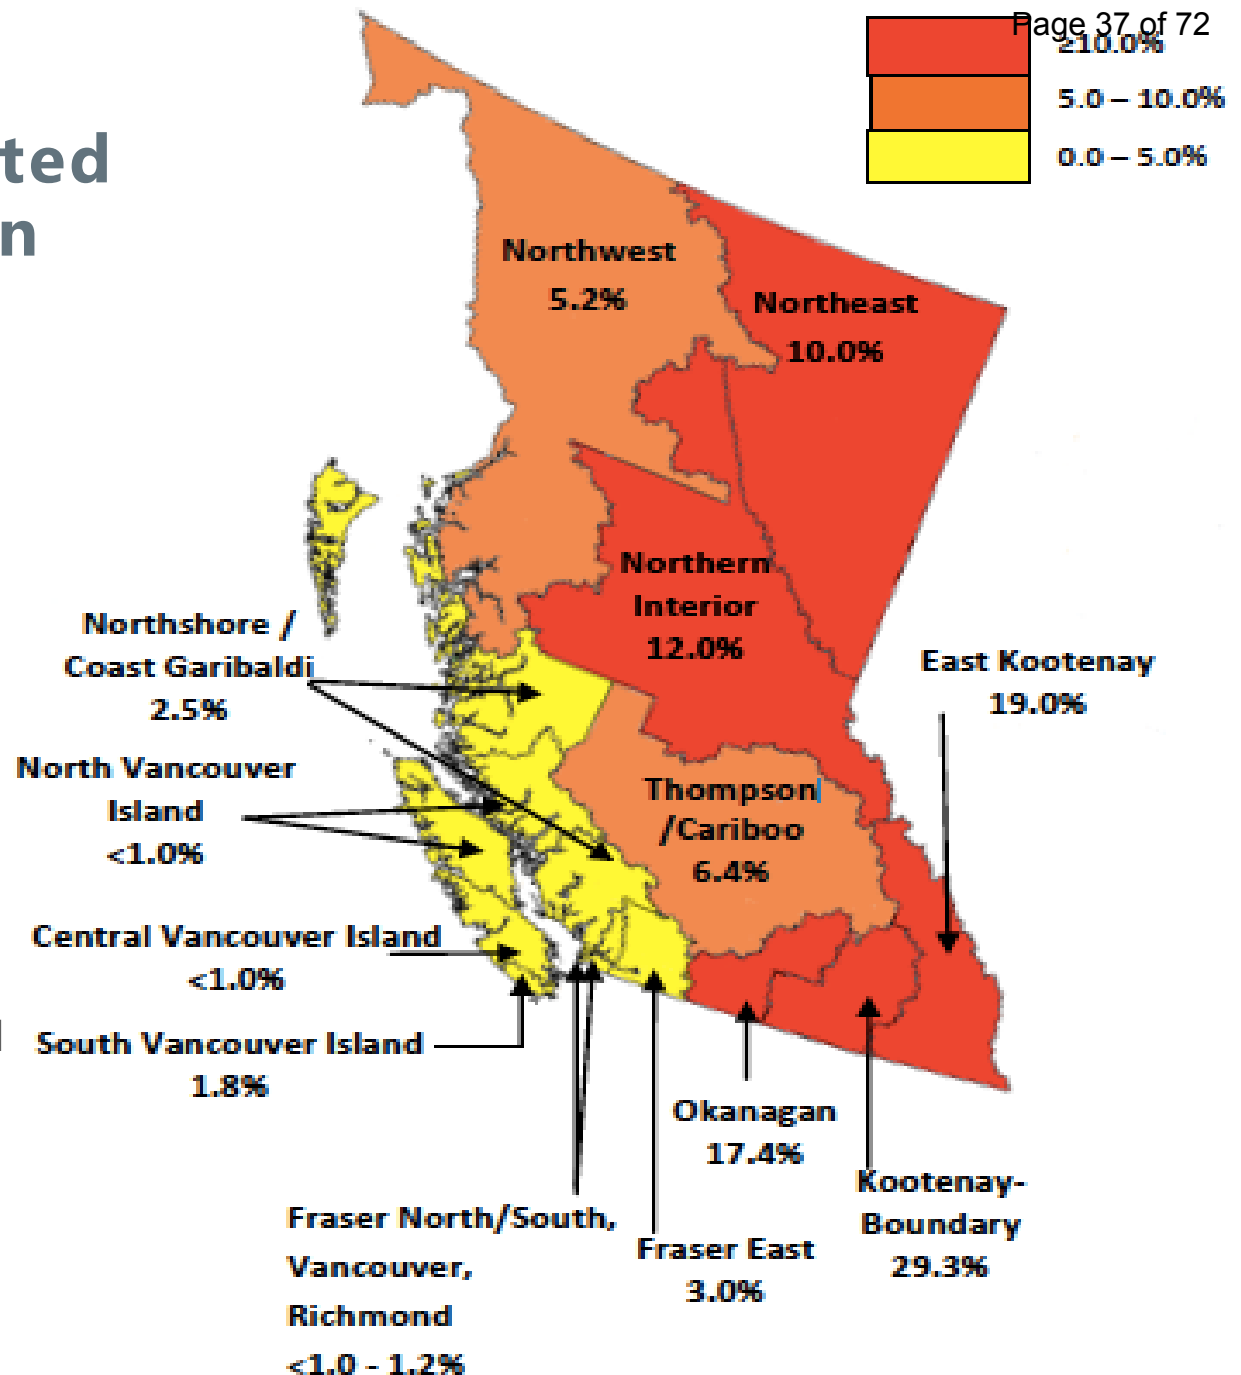 Page 37 of 72
≥10.0%
5.0 – 10.0%
0.0 – 5.0%
ted
n
Northwest
5.2%
Northeast
10.0%
Northern
Interior
12.0%
Northshore /
Coast Garibaldi
2.5%
East Kootenay
19.0%
North Vancouver
Island
<1.0%
Thompson
/Cariboo
6.4%
Central Vancouver Island
<1.0%
South Vancouver Island
1.8%
Okanagan
17.4%
Kootenay-
Boundary
29.3%
Fraser North/South,
Vancouver,
Richmond
<1.0 - 1.2%
Fraser East
3.0%